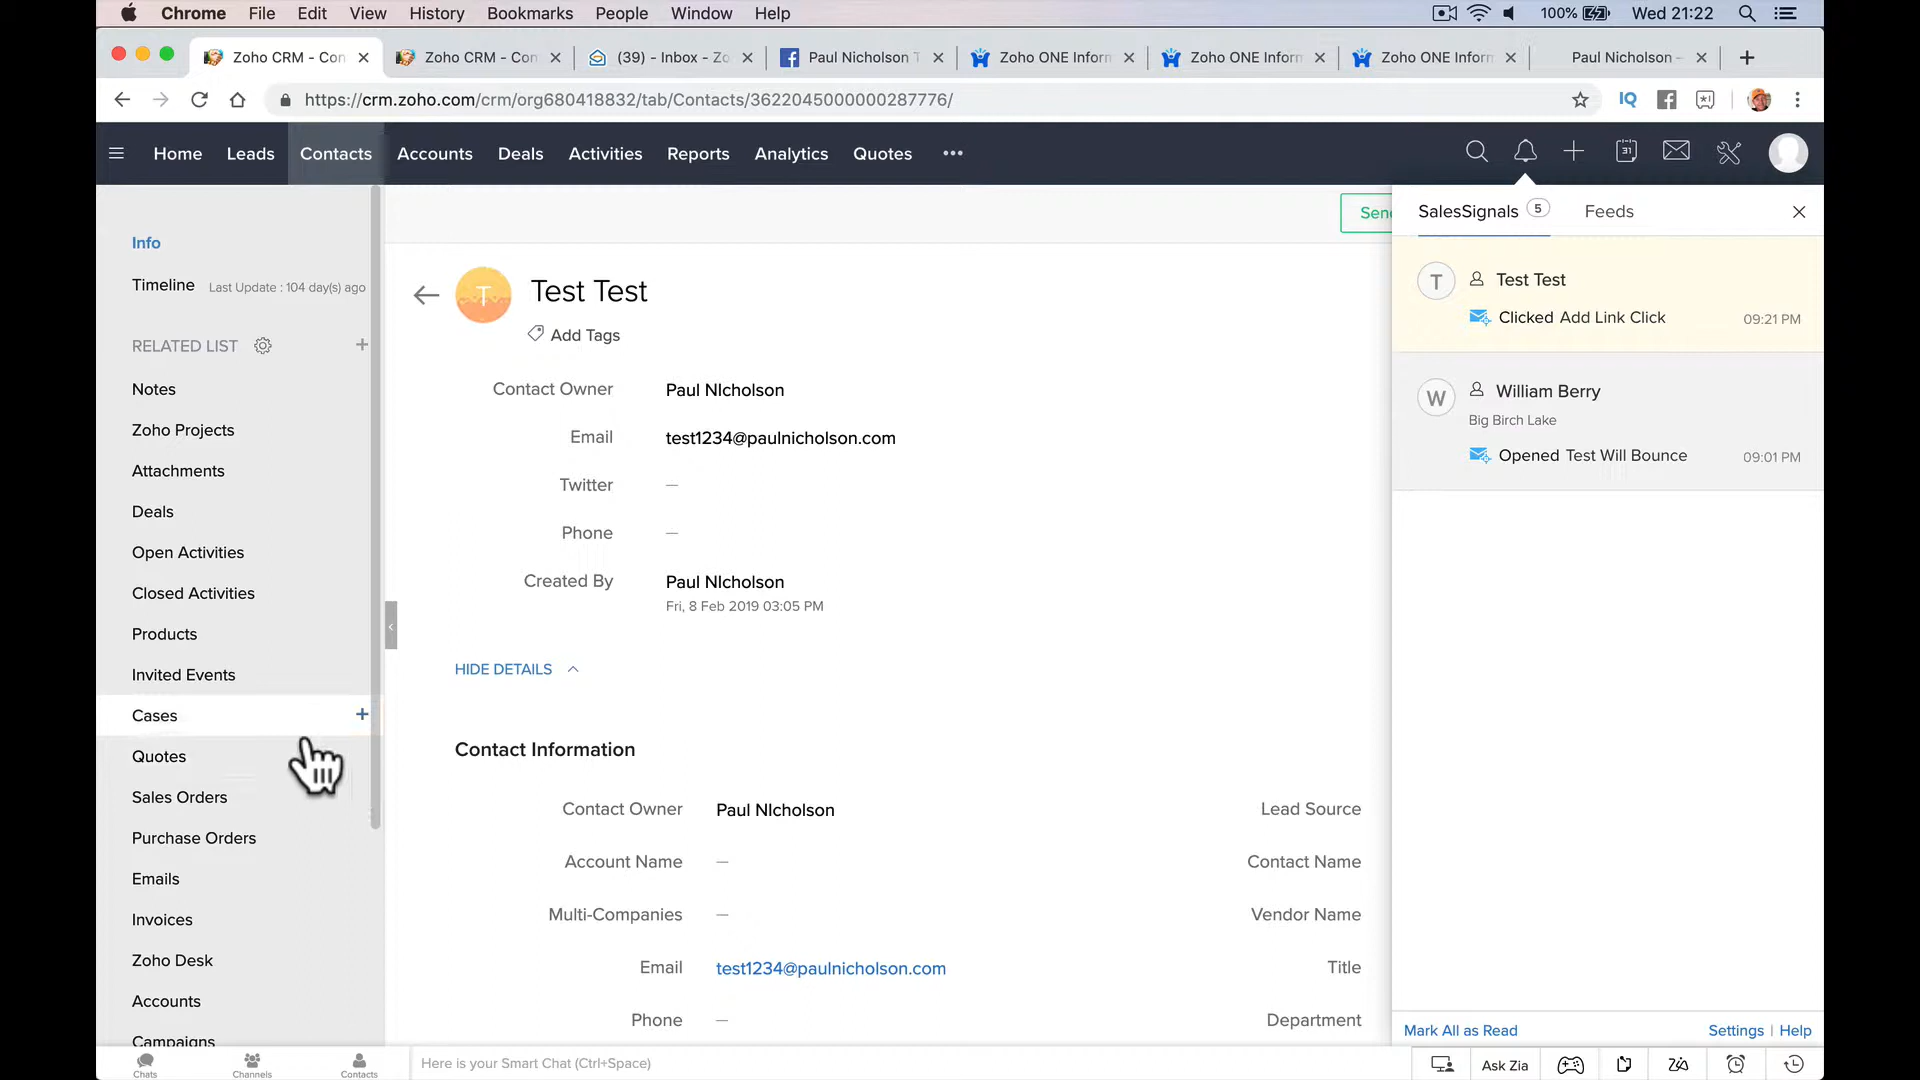 Chrome File Edit View History Bookmarks People Window Help 100% Wed 21:22
Zoho CRM - Con Zoho CRM - Con (39) - Inbox - Zo Paul Nicholson T Zoho ONE Inform Zoho ONE Inform Zoho ONE Inform Paul Nicholson -
https://crm.zoho.com/crm/org680418832/tab/Contacts/3622045000000287776/ IQ
Home Leads Contacts Accounts Deals Activities Reports Analytics Quotes ••• 31
Info
Timeline Last Update : 104 day(s) ago
RELATED LIST
Notes
Zoho Projects
Attachments
Deals
Open Activities
Closed Activities
Products
Invited Events
Cases
Quotes
Sales Orders
Purchase Orders
Emails
Invoices
Zoho Desk
Accounts
Campaigns
Send
T Test Test
Add Tags
Contact Owner Paul NIcholson
Email test1234@paulnicholson.com
Twitter —
Phone —
Created By Paul NIcholson
Fri, 8 Feb 2019 03:05 PM
HIDE DETAILS
Contact Information
Contact Owner Paul NIcholson Lead Source
Account Name — Contact Name
Multi-Companies — Vendor Name
Email test1234@paulnicholson.com Title
Phone — Department
SalesSignals 5 Feeds
T Test Test
Clicked Add Link Click 09:21 PM
W William Berry
Big Birch Lake
Opened Test Will Bounce 09:01 PM
Mark All as Read Settings | Help
Chats Channels Contacts Here is your Smart Chat (Ctrl+Space) Ask Zia